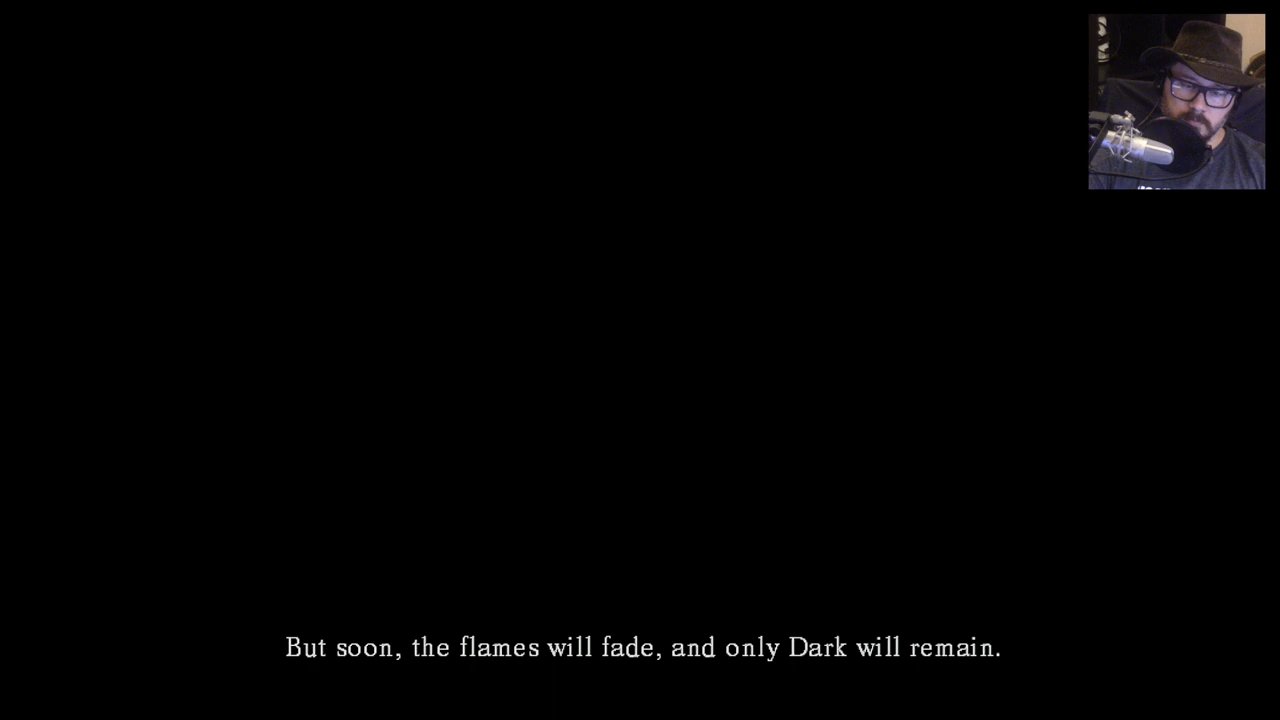 But soon, the flames will fade, and only Dark will remain.